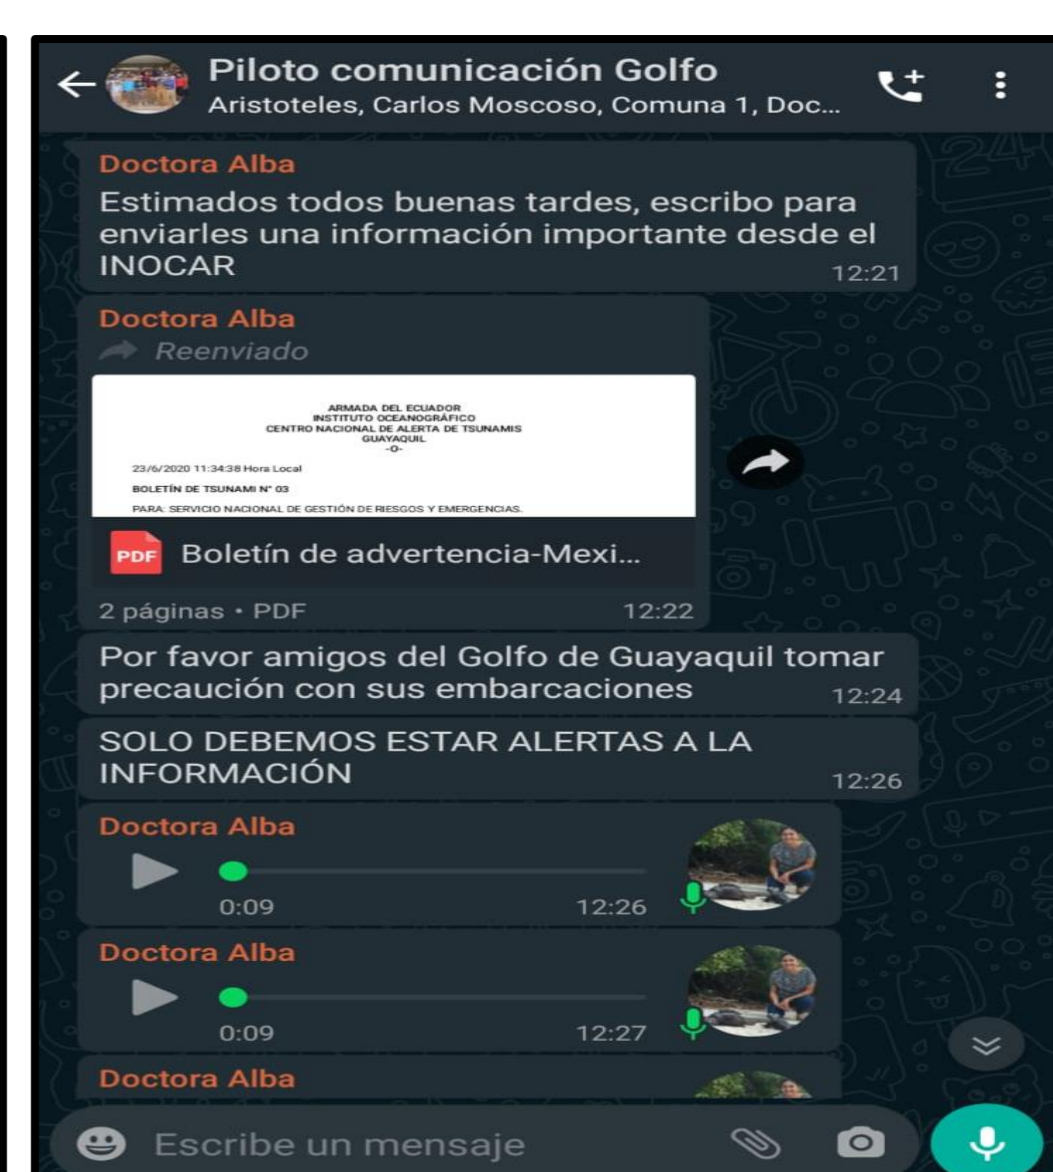 Piloto comunicación Golfo
Aristoteles, Carlos Moscoso, Comuna 1, Doc...
Doctora Alba
Estimados todos buenas tardes, escribo para
enviarles una información importante desde el
INOCAR
12:21
Doctora Alba
Reenviado
ARMADA DEL ECUADOR
INSTITUTO OCEANOGRÁFICO
CENTRO NACIONAL DE ALERTA DE TSUNAMIS
GUAYAQUIL
-O-
23/6/2020 11:34:38 Hora Local
BOLETÍN DE TSUNAMI N° 03
PARA: SERVICIO NACIONAL DE GESTIÓN DE RIESGOS Y EMERGENCIAS.
PDF Boletín de advertencia-Mexi...
2 páginas • PDF 12:22
Por favor amigos del Golfo de Guayaquil tomar
precaución con sus embarcaciones
12:24
SOLO DEBEMOS ESTAR ALERTAS A LA
INFORMACIÓN
12:26
Doctora Alba
0:09 12:26
Doctora Alba
0:09 12:27
Doctora Alba
Escribe un mensaje